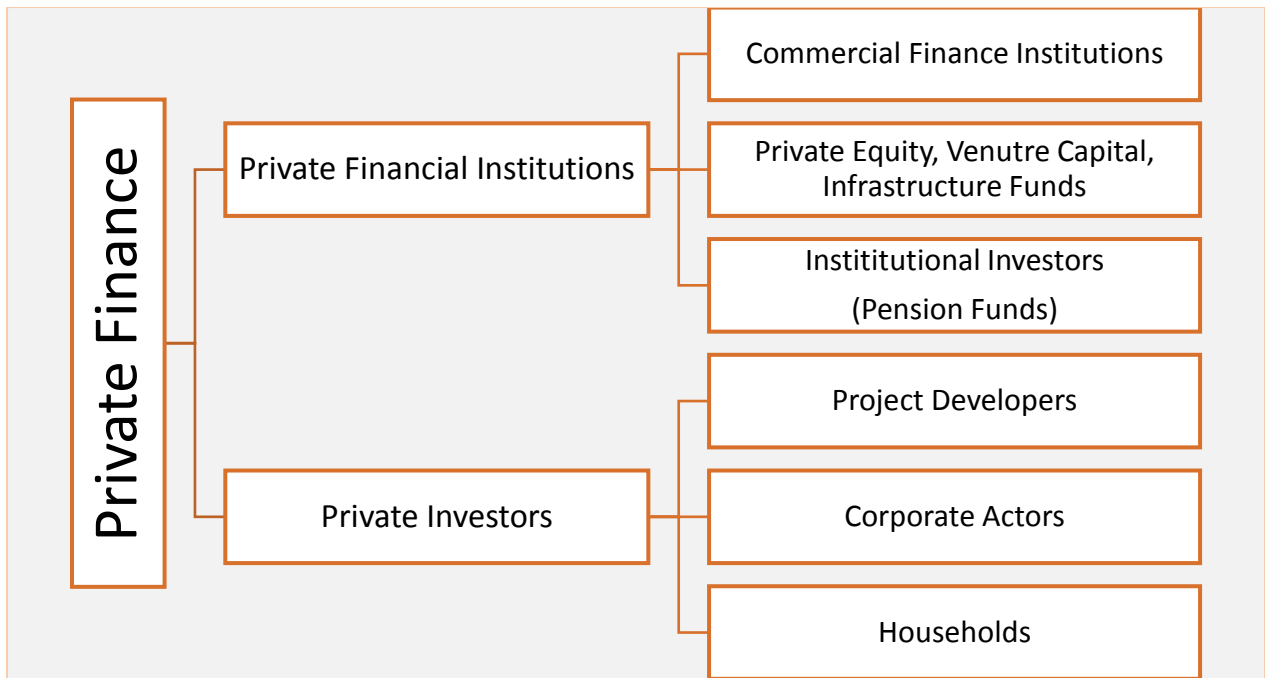 Private Finance
Private Financial Institutions
Commercial Finance Institutions
Private Equity, Venutre Capital,
Infrastructure Funds
Instititutional Investors
(Pension Funds)
Private Investors
Project Developers
Corporate Actors
Households